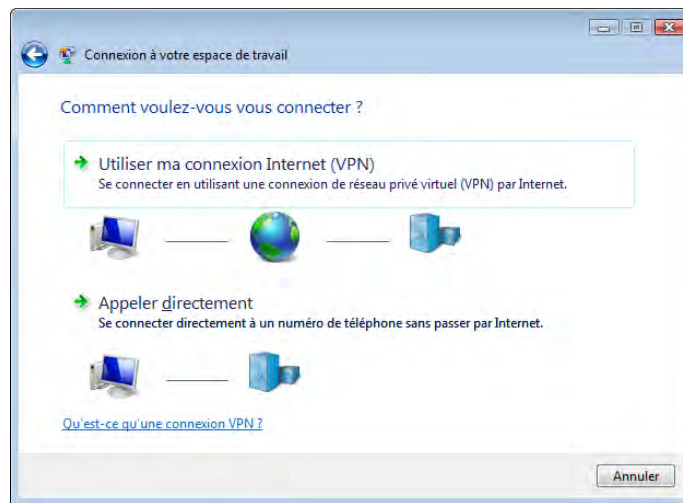 Connexion à votre espace de travail
Comment voulez-vous vous connecter ?
Utiliser ma connexion Internet (VPN)
Se connecter en utilisant une connexion de réseau privé virtuel (VPN) par Internet.
Appeler directement
Se connecter directement à un numéro de téléphone sans passer par Internet.
Qu'est-ce qu'une connexion VPN ?
Annuler